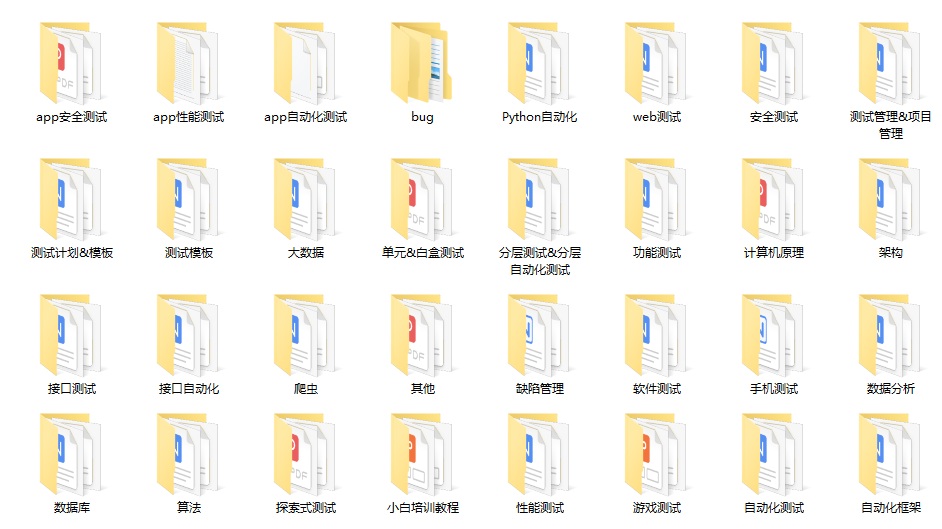 app安全测试
app性能测试
app自动化测试
bug
Python自动化
web测试
安全测试
测试管理&项目
管理
测试计划&模板
测试模板
大数据
单元&白盒测试
分层测试&分层
自动化测试
功能测试
计算机原理
架构
接口测试
接口自动化
爬虫
其他
缺陷管理
软件测试
手机测试
数据分析
数据库
算法
探索式测试
小白培训教程
性能测试
游戏测试
自动化测试
自动化框架